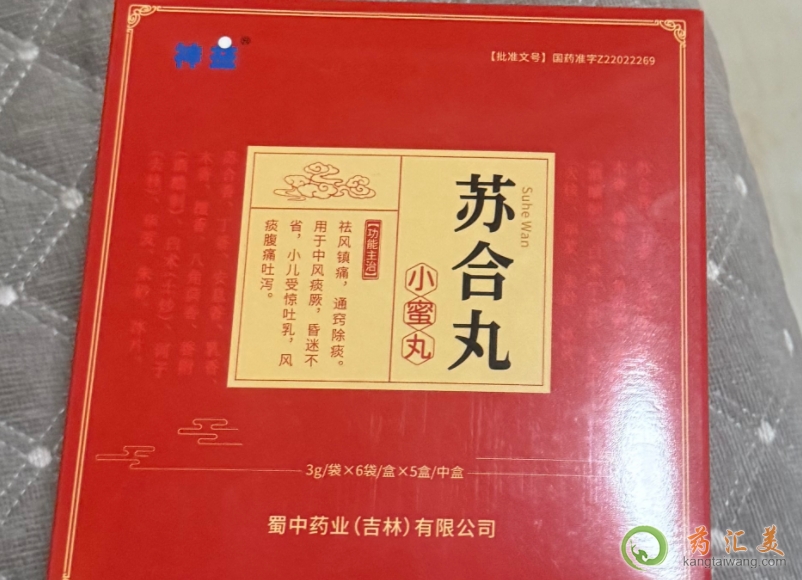 神
®
【批准文号】国药准字Z22022269
苏合丸
Suhe Wan
小蜜丸
【功能主治】
祛风镇痛，通窍除痰。
用于中风痰厥，昏迷不
省，小儿受惊吐乳，风
痰腹痛吐泻。
3g/袋×6袋/盒×5盒/中盒
蜀中药业(吉林)有限公司
药汇美
kangtaiwang.com